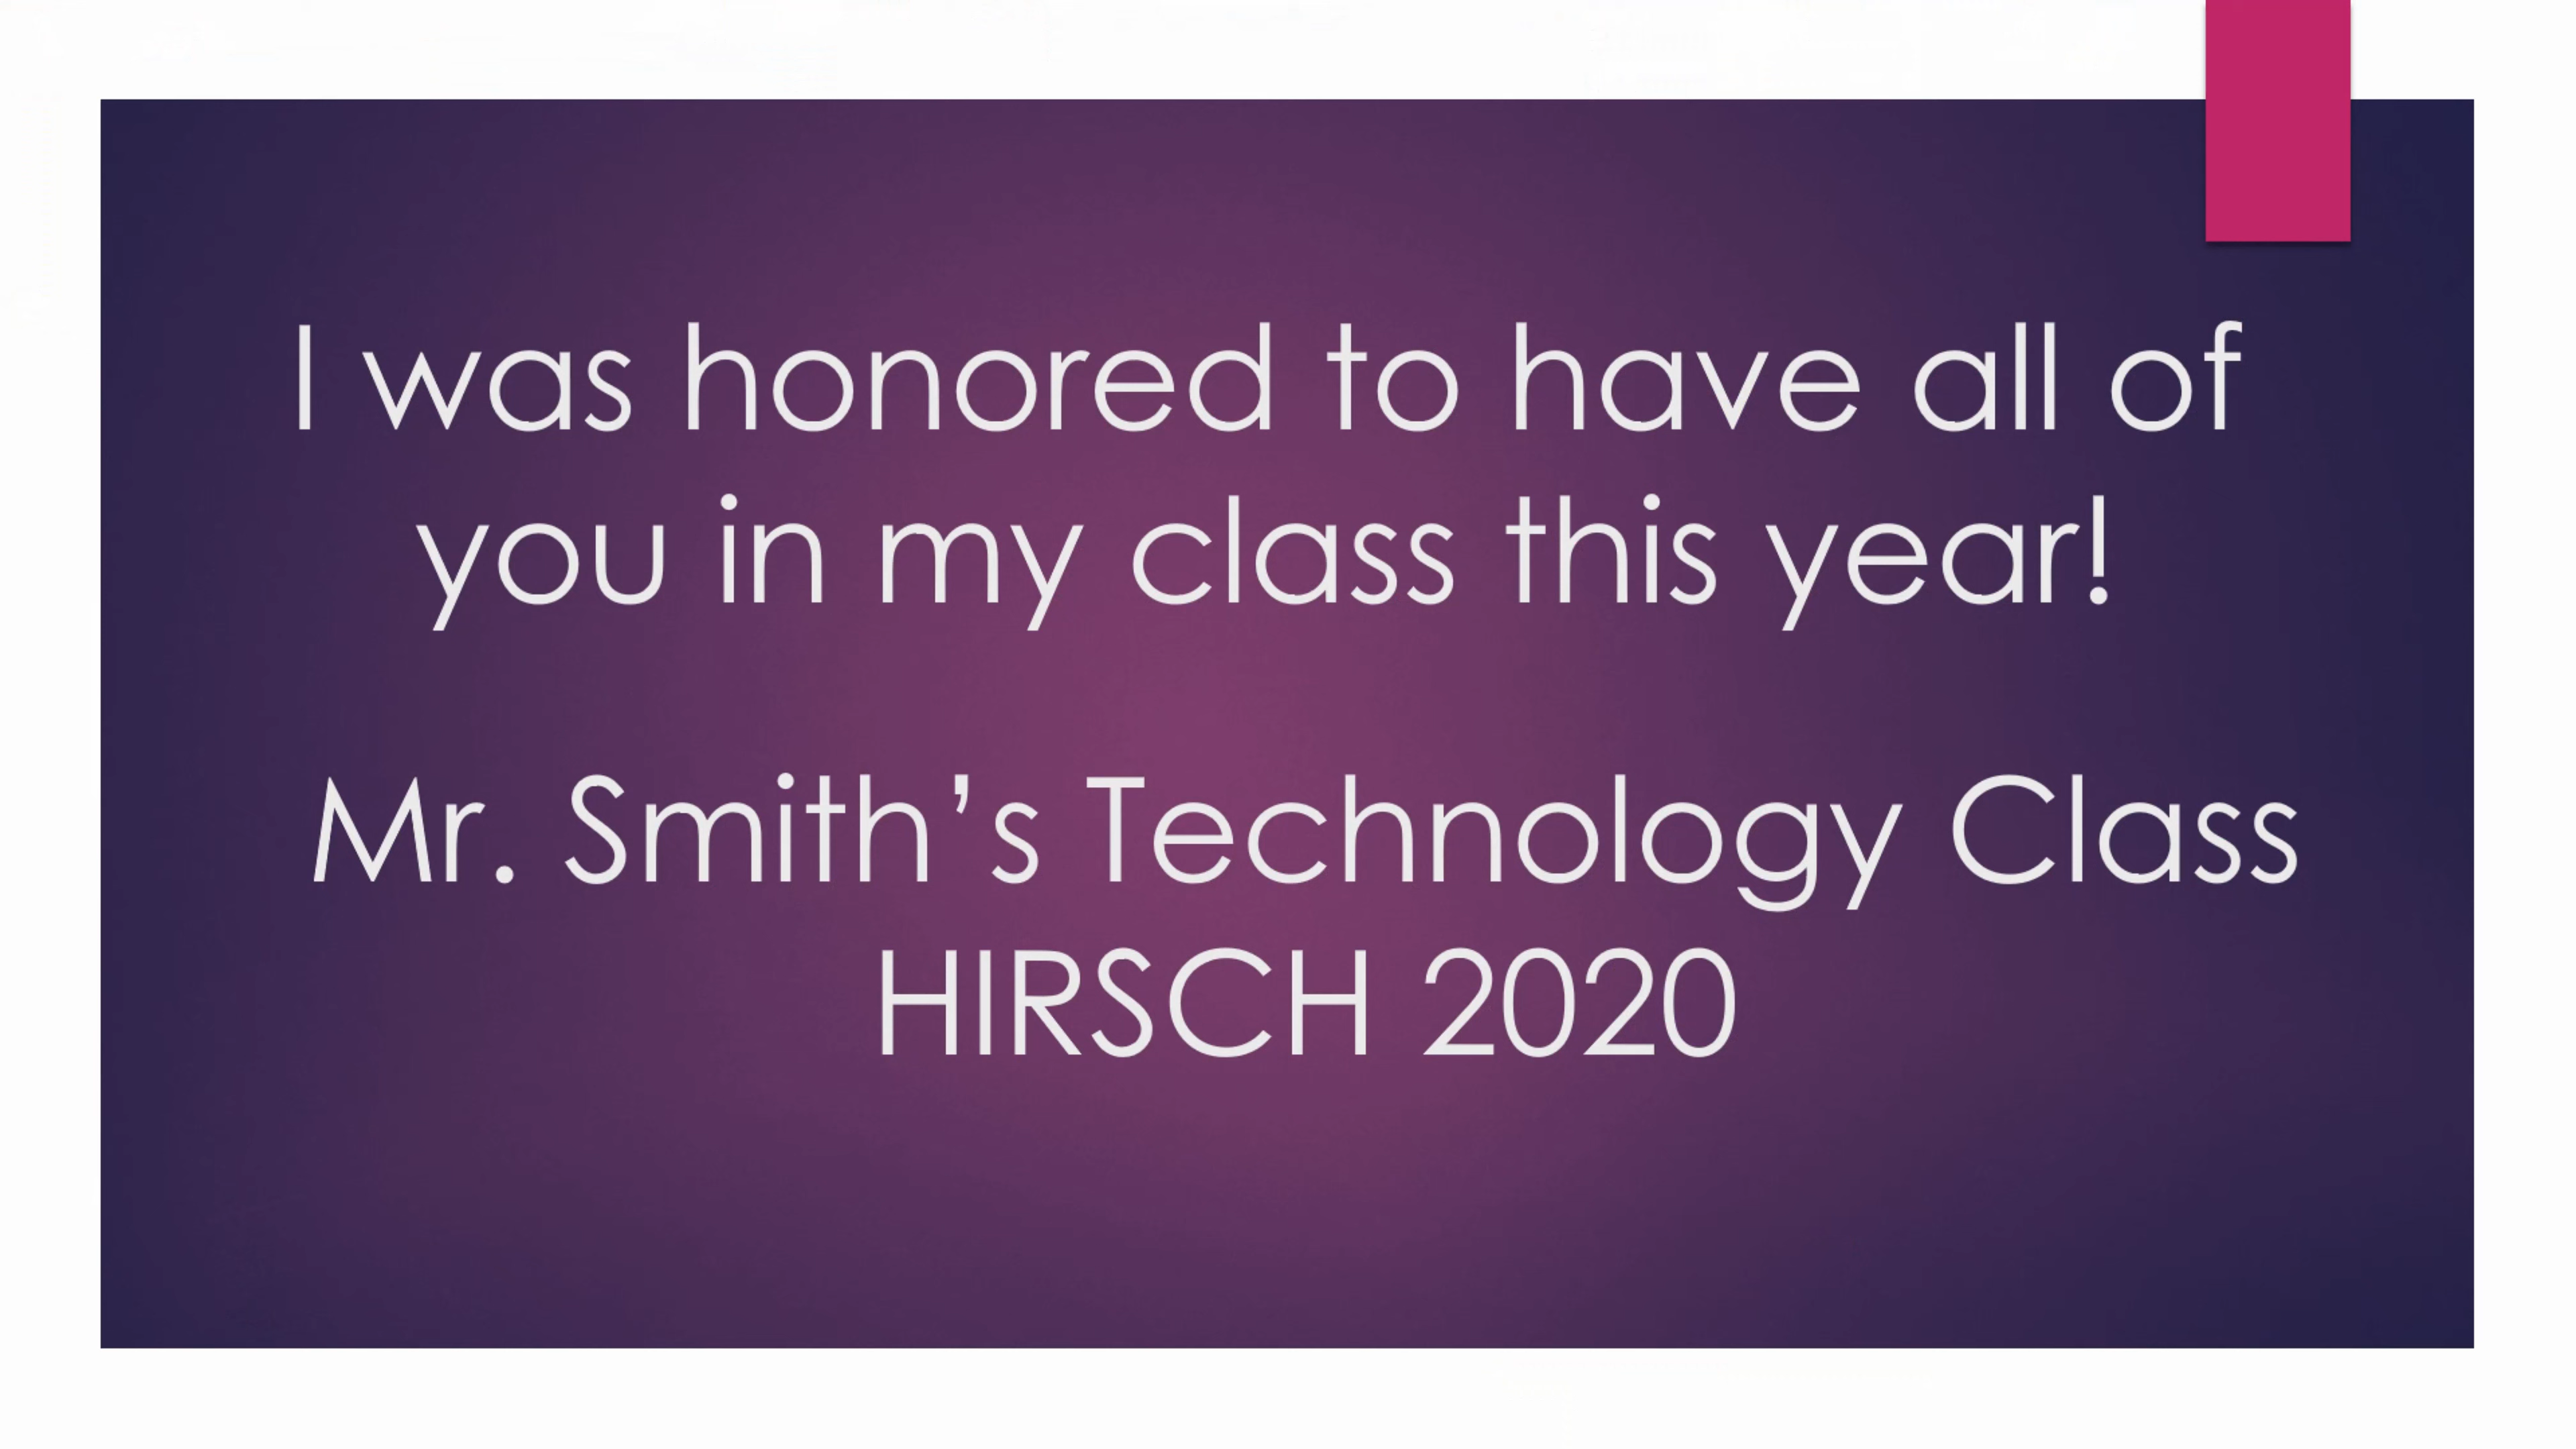 I was honored to have all of
you in my class this year!
Mr. Smith’s Technology Class
HIRSCH 2020